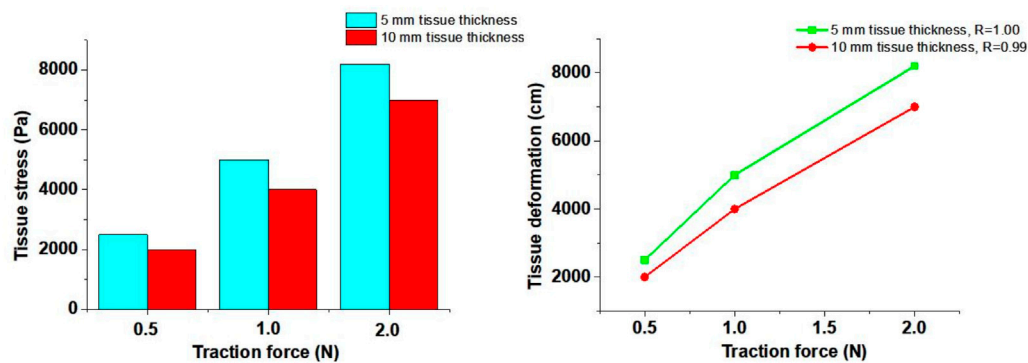 5 mm tissue thickness
10 mm tissue thickness
8000
6000
4000
2000
0
Tissue stress (Pa)
0.5 1.0 2.0
Traction force (N)
5 mm tissue thickness, R=1.00
10 mm tissue thickness, R=0.99
8000
6000
4000
2000
Tissue deformation (cm)
0.5 1.0 1.5 2.0
Traction force (N)